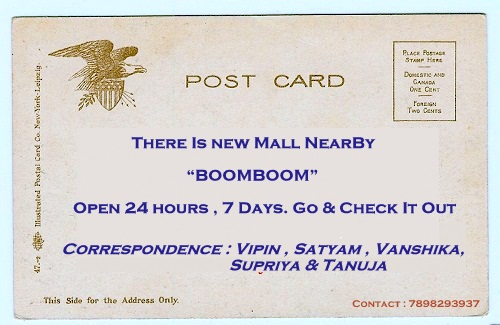 POST CARD
PLACE POSTAGE
STAMP HERE
DOMESTIC AND
CANADA
ONE CENT
FOREIGN
TWO CENTS
Illustrated Postal Card Co. New-York-Leipzig.
47.-2
THERE IS NEW MALL NEARBY
“BOOMBOOM”
OPEN 24 HOURS , 7 DAYS. GO & CHECK IT OUT
CORRESPONDENCE : VIPIN , SATYAM , VANSHIKA,
SUPRIYA & TANUJA
This Side for the Address Only.
CONTACT : 7898293937